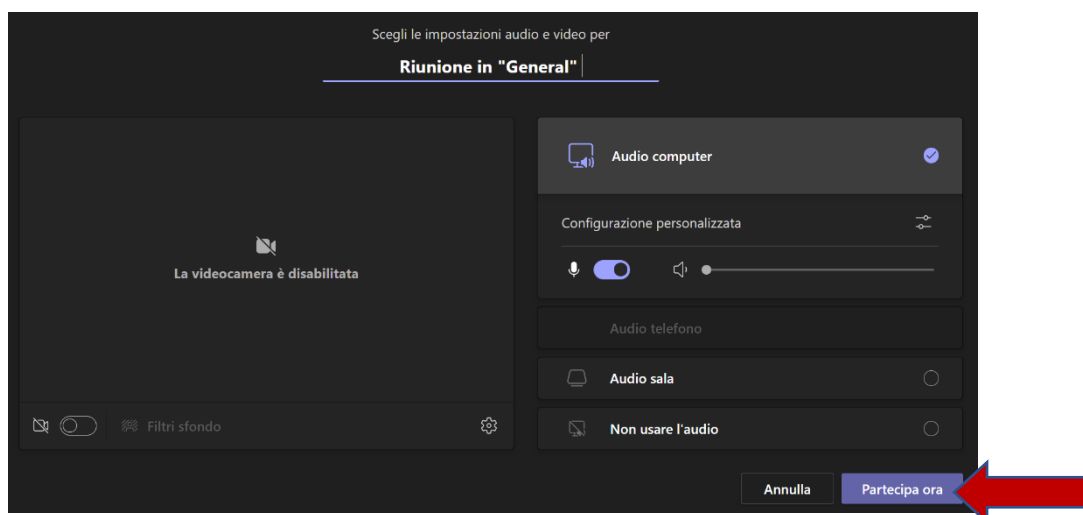 Scegli le impostazioni audio e video per
Riunione in "General"
Audio computer
Configurazione personalizzata
La videocamera è disabilitata
Audio telefono
Audio sala
Filtri sfondo
Non usare l'audio
Annulla
Partecipa ora